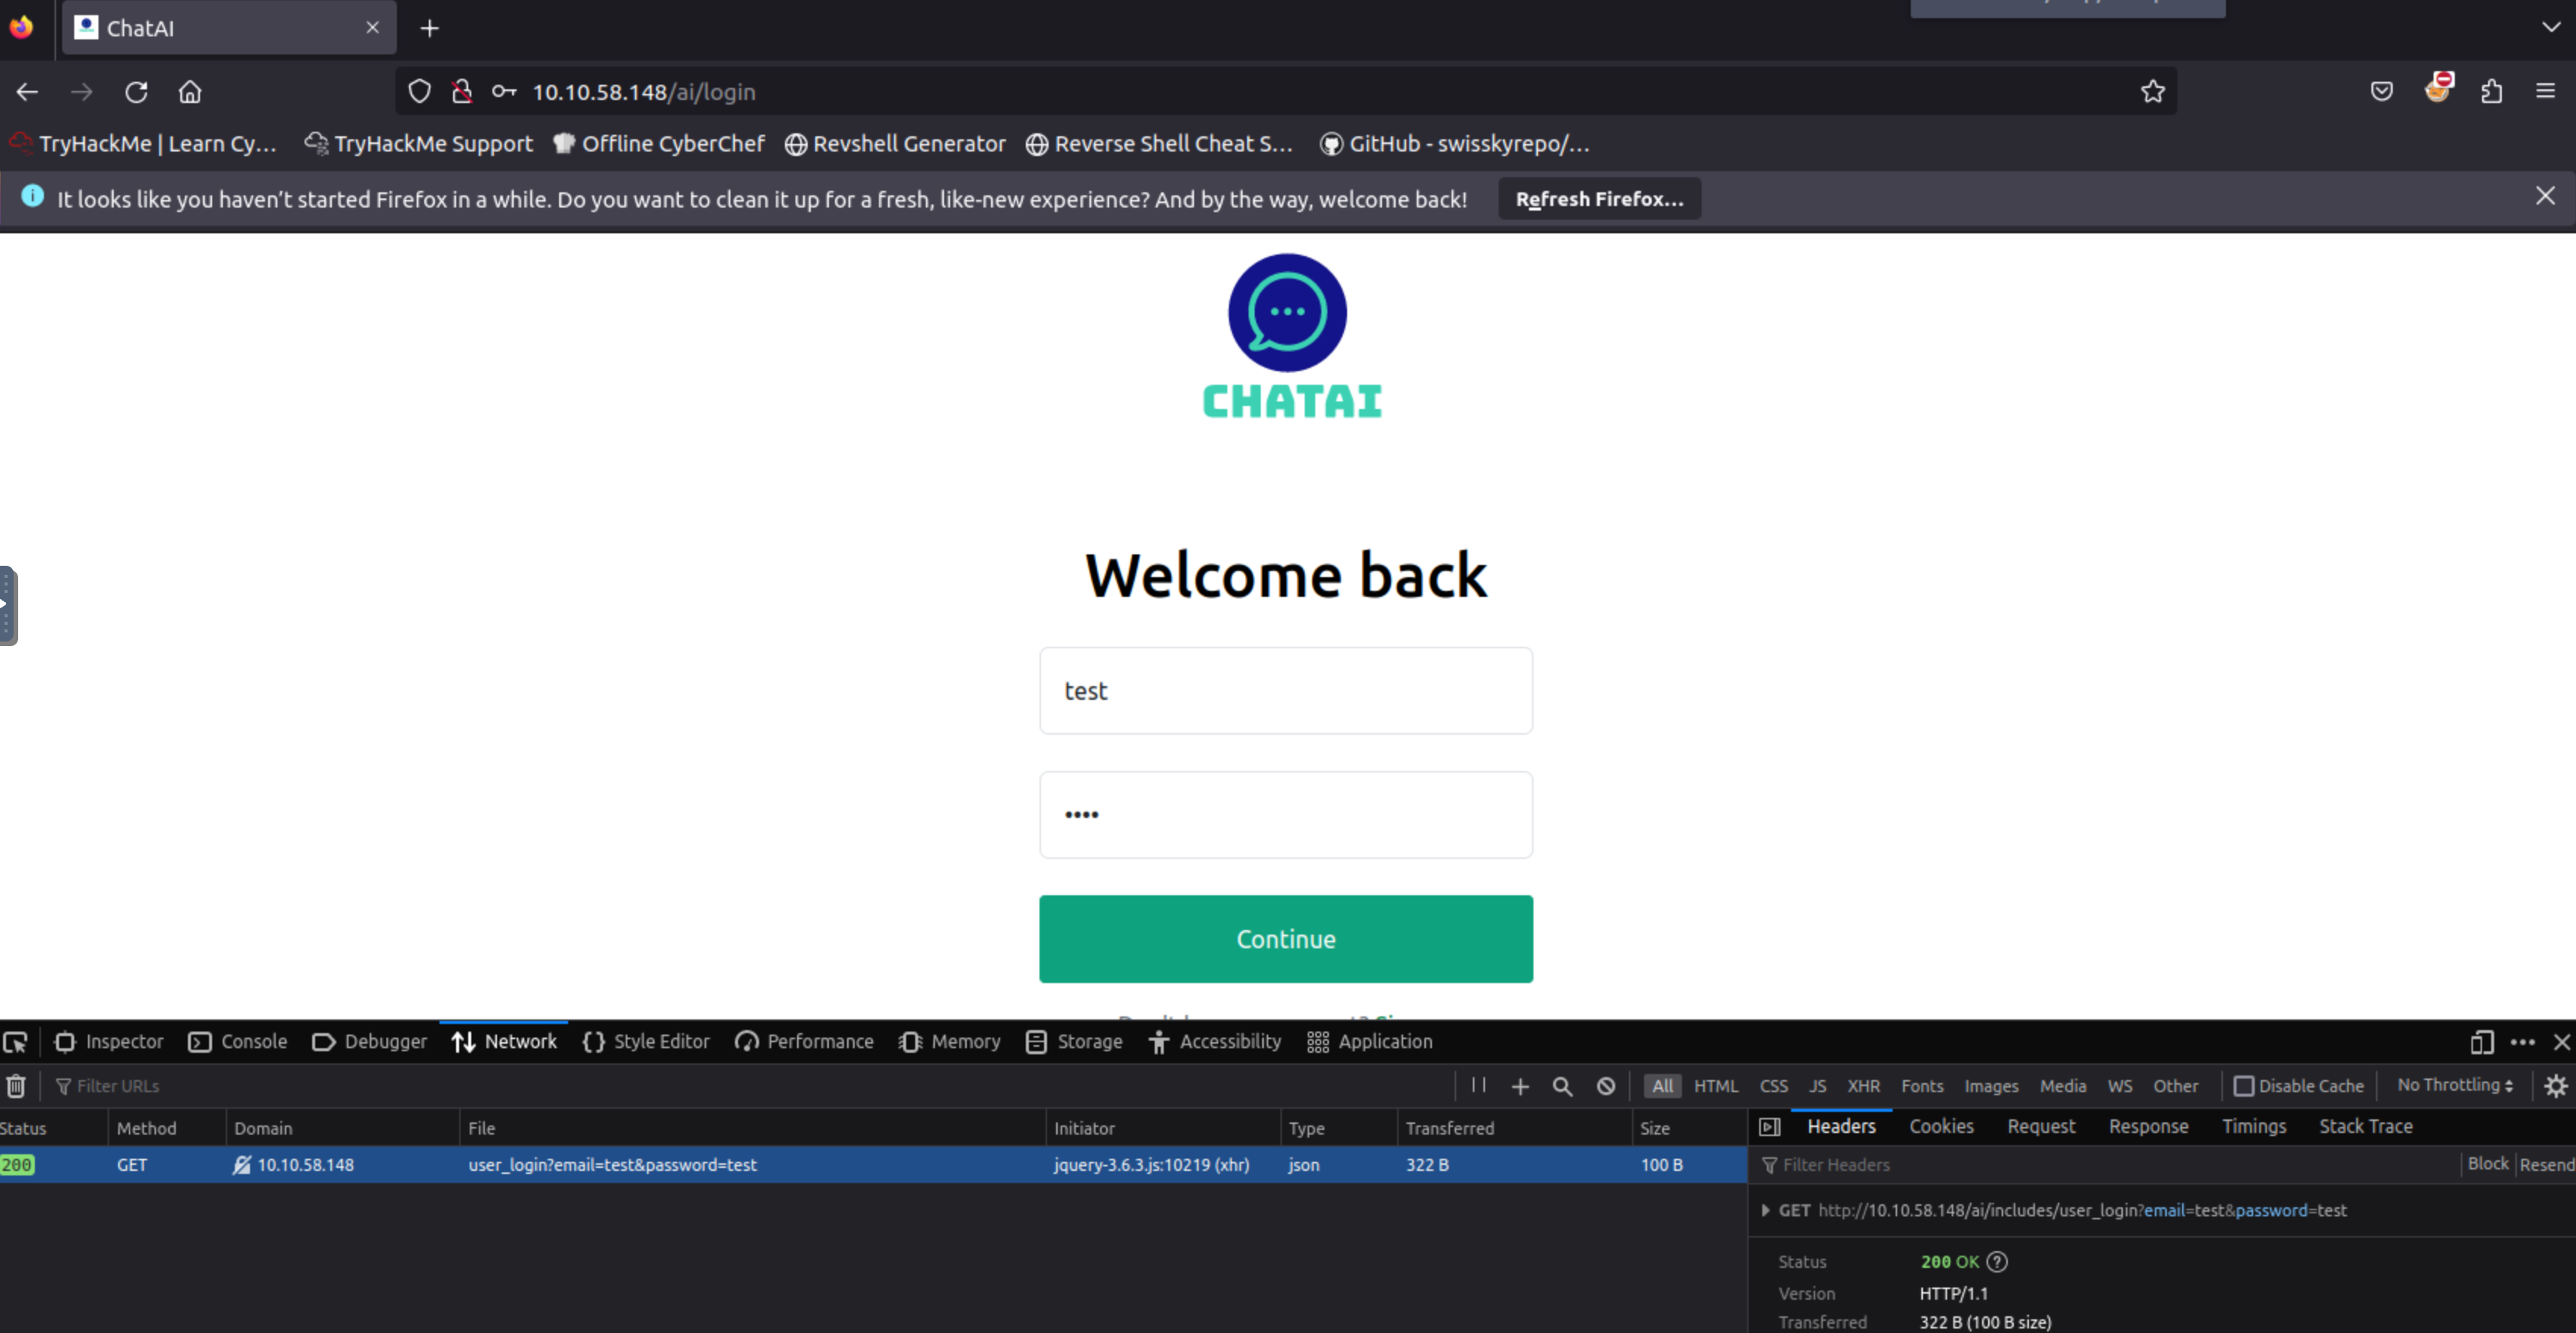 ChatAI
10.10.58.148/ai/login
TryHackMe | Learn Cy... TryHackMe Support Offline CyberChef Revshell Generator Reverse Shell Cheat S... GitHub - swisskyrepo/...
It looks like you haven't started Firefox in a while. Do you want to clean it up for a fresh, like-new experience? And by the way, welcome back! Refresh Firefox...
CHATAI
Welcome back
test
Continue
Inspector Console Debugger Network Style Editor Performance Memory Storage Accessibility Application
Filter URLs All HTML CSS JS XHR Fonts Images Media WS Other Disable Cache No Throttling
Status Method Domain File Initiator Type Transferred Size Headers Cookies Request Response Timings Stack Trace
200 GET 10.10.58.148 user_login?email=test&password=test jquery-3.6.3.js:10219 (xhr) json 322 B 100 B Filter Headers Block Resend
GET http://10.10.58.148/ai/includes/user_login?email=test&password=test
Status 200 OK
Version HTTP/1.1
Transferred 322 B (100 B size)